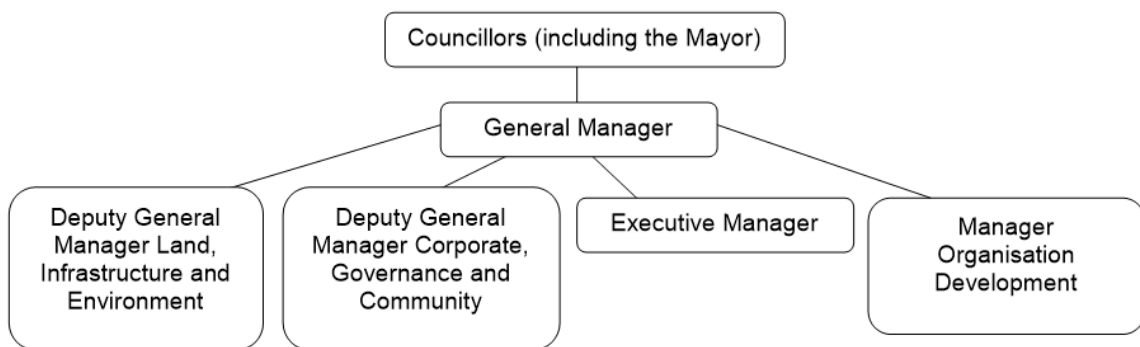 Councillors (including the Mayor)
General Manager
Deputy General
Manager Land,
Infrastructure and
Environment
Deputy General
Manager Corporate,
Governance and
Community
Executive Manager
Manager
Organisation
Development